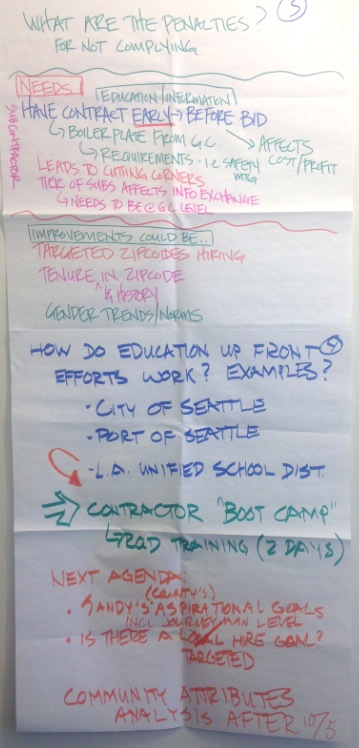 WHAT ARE THE PENALTIES? 5
FOR NOT COMPLYING
NEEDS EDUCATION/INFORMATION
SUBCONTRACTOR
HAVE CONTRACT EARLY → BEFORE BID
↳ BOILER PLATE FROM G.C. → AFFECTS COST/PROFIT
↳ REQUIREMENTS - I.E. SAFETY MTG
LEADS TO CUTTING CORNERS
TIER OF SUBS AFFECTS INFO EXCHANGE
↳ NEEDS TO BE @ GC LEVEL
IMPROVEMENTS COULD BE..
TARGETED ZIPCODES HIRING
TENURE IN ZIPCODE
^ & HISTORY
GENDER TRENDS/NORMS
HOW DO EDUCATION UP FRONT
EFFORTS WORK? EXAMPLES?
• CITY OF SEATTLE
• PORT OF SEATTLE
• L.A. UNIFIED SCHOOL DIST.
⇒ CONTRACTOR "BOOT CAMP"
↳ RQD TRAINING (2 DAYS)
NEXT AGENDA:
(COUNTY'S)
• SANDY'S ASPIRATIONAL GOALS
INCL JOURNEYMN LEVEL
• IS THERE A LOCAL HIRE GOAL?
TARGETED
COMMUNITY ATTRIBUTES
ANALYSIS AFTER 10/5